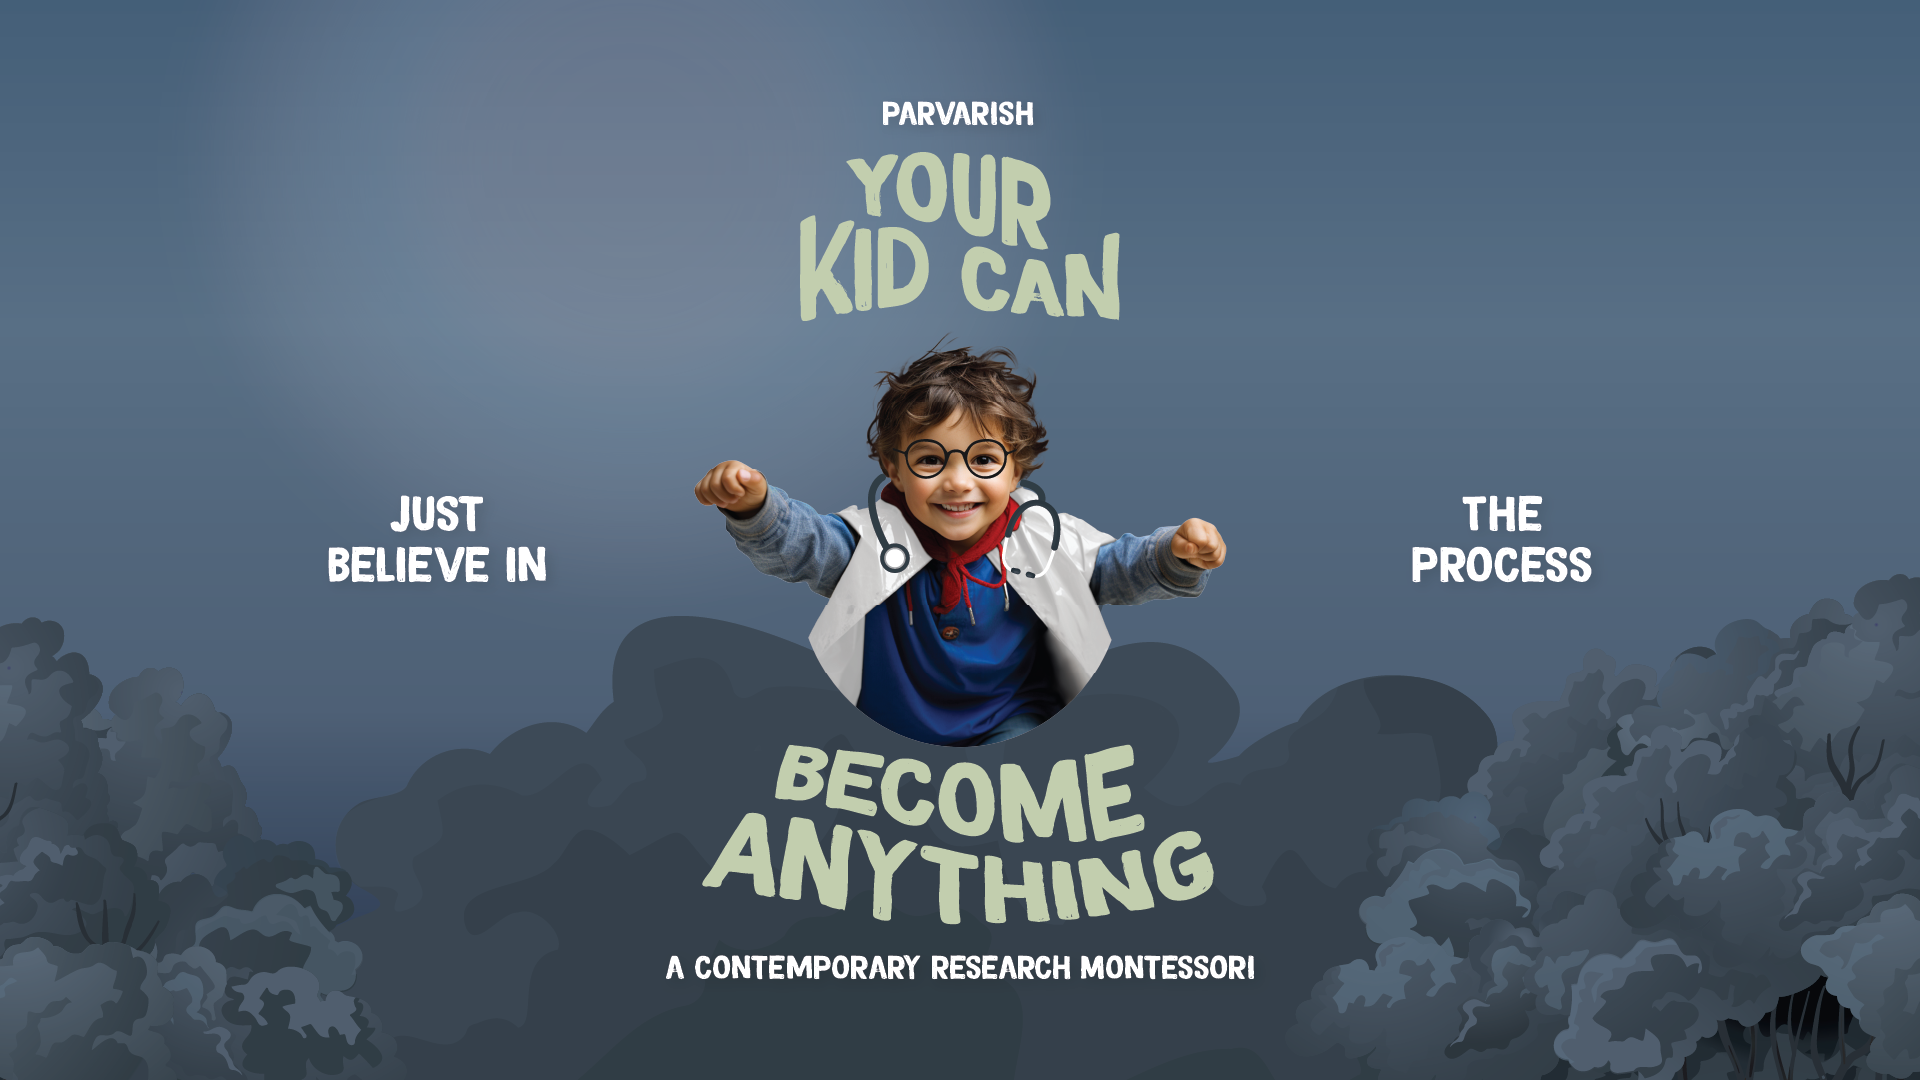 PARVARISH
YOUR
KID CAN
JUST
BELIEVE IN
THE
PROCESS
BECOME
ANYTHING
A CONTEMPORARY RESEARCH MONTESSORI